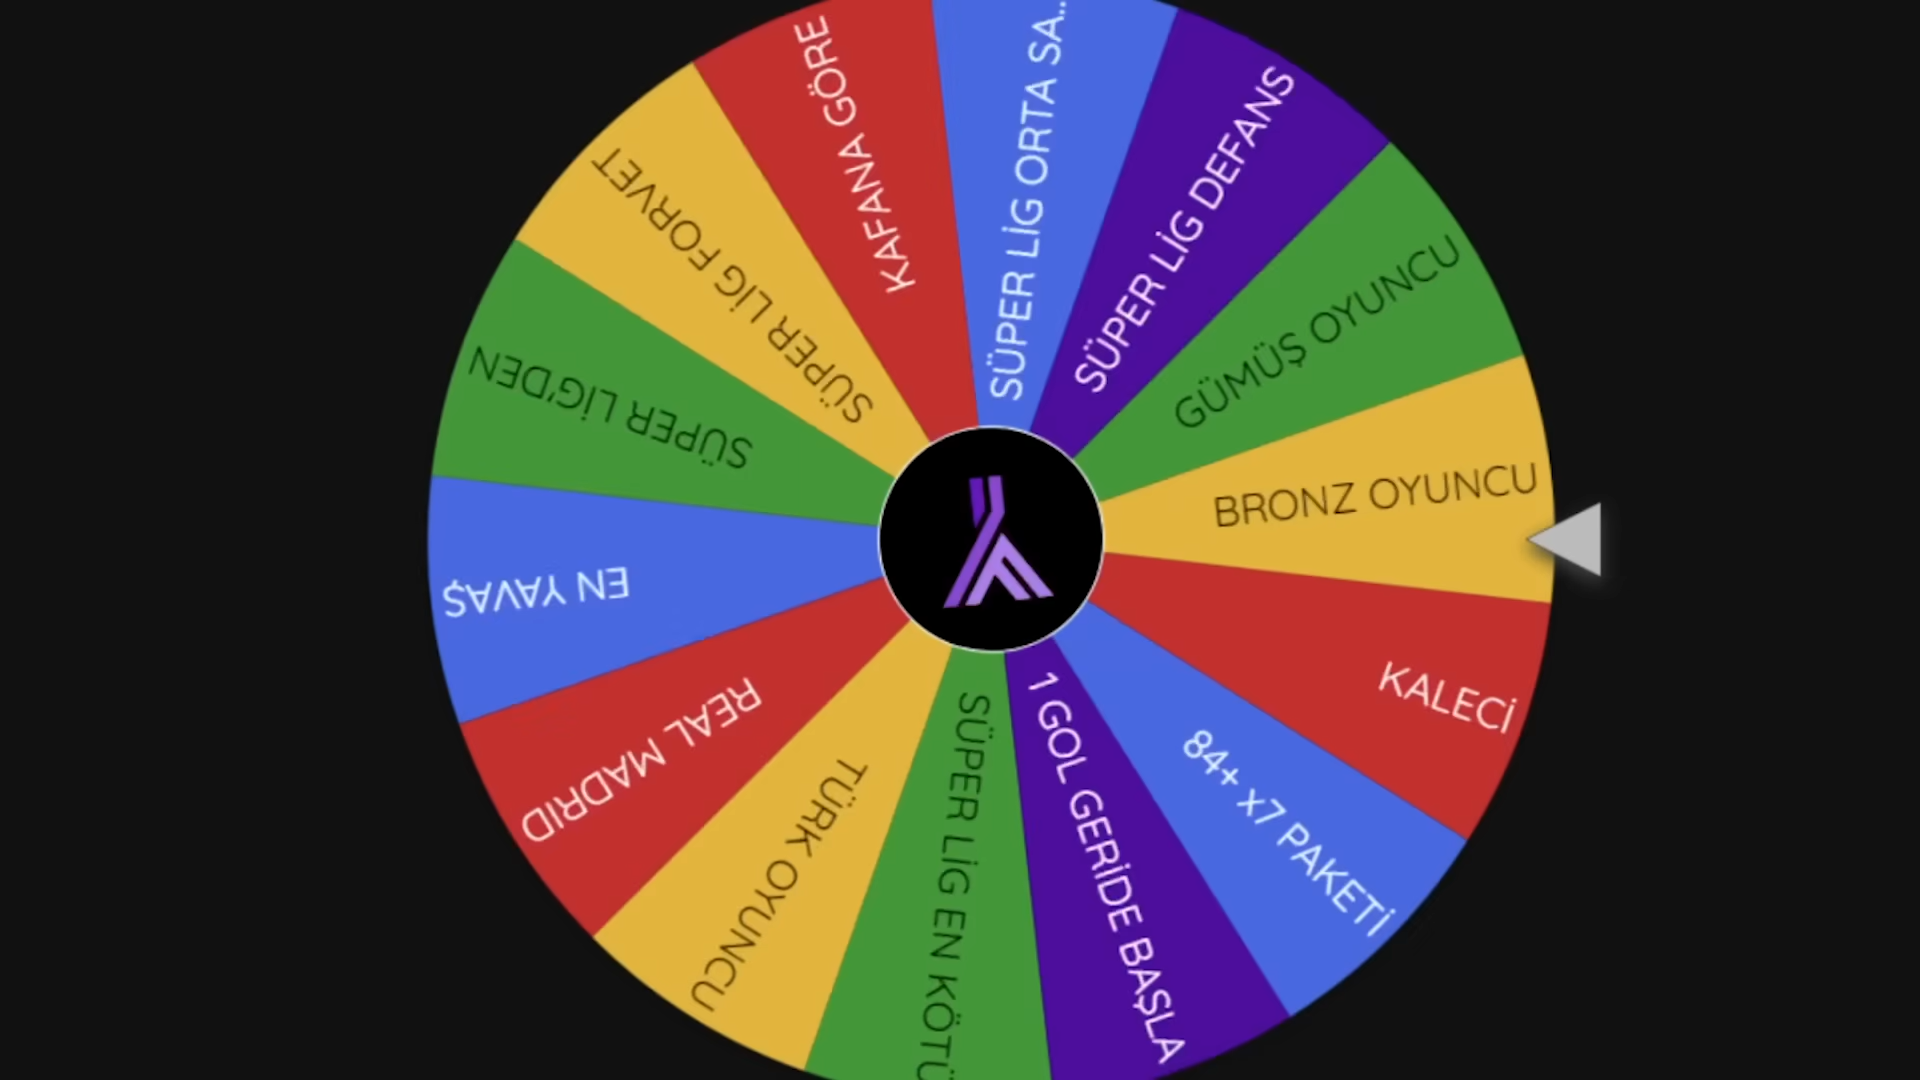 KAFANA GÖRE
SÜPER LİG ORTA SA..
SÜPER LİG DEFANS
GÜMÜŞ OYUNCU
BRONZ OYUNCU
KALECİ
84+ x7 PAKETİ
1 GOL GERİDE BAŞLA
SÜPER LİG EN KÖTÜ
TÜRK OYUNCU
REAL MADRID
EN YAVAŞ
SÜPER LİG'DEN
SÜPER LİG FORVET